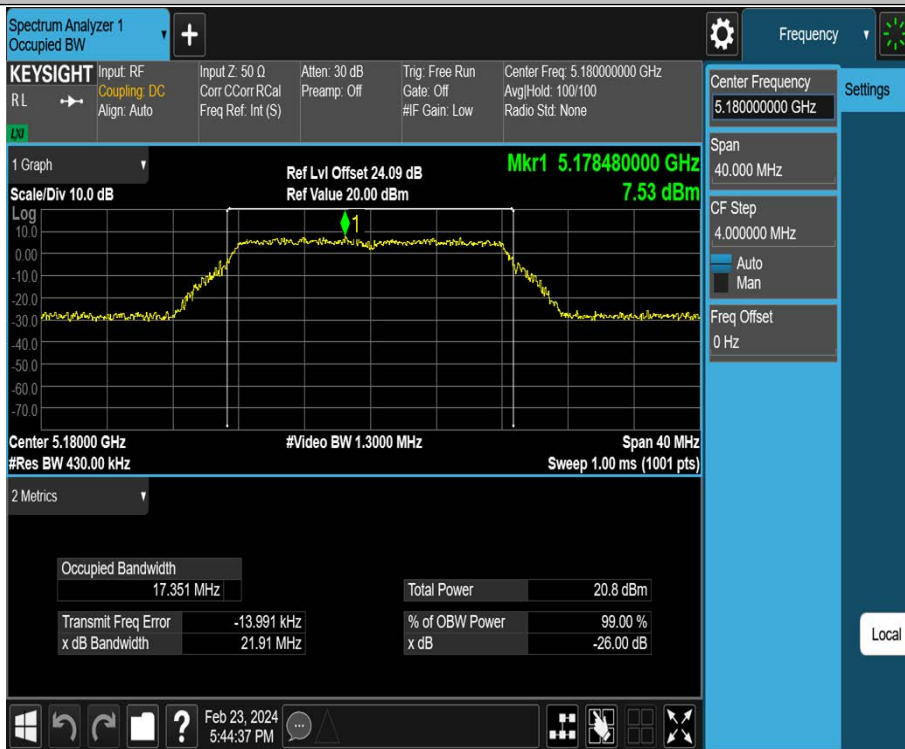 Spectrum Analyzer 1
Occupied BW
+
Frequency
KEYSIGHT
R L
LXI
Input: RF
Coupling: DC
Align: Auto
Input Z: 50 Ω
Corr CCorr RCal
Freq Ref: Int (S)
Atten: 30 dB
Preamp: Off
Trig: Free Run
Gate: Off
#IF Gain: Low
Center Freq: 5.180000000 GHz
Avg|Hold: 100/100
Radio Std: None
Center Frequency
5.180000000 GHz
Settings
Span
40.000 MHz
CF Step
4.000000 MHz
Auto
Man
Freq Offset
0 Hz
Local
1 Graph
Scale/Div 10.0 dB
Ref Lvl Offset 24.09 dB
Ref Value 20.00 dBm
Mkr1 5.178480000 GHz
7.53 dBm
Log
1
10.0
0.00
-10.0
-20.0
-30.0
-40.0
-50.0
-60.0
-70.0
Center 5.18000 GHz
#Res BW 430.00 kHz
#Video BW 1.3000 MHz
Span 40 MHz
Sweep 1.00 ms (1001 pts)
2 Metrics
Occupied Bandwidth
17.351 MHz
Total Power 20.8 dBm
Transmit Freq Error -13.991 kHz
% of OBW Power 99.00 %
x dB Bandwidth 21.91 MHz
x dB -26.00 dB
?
Feb 23, 2024
5:44:37 PM